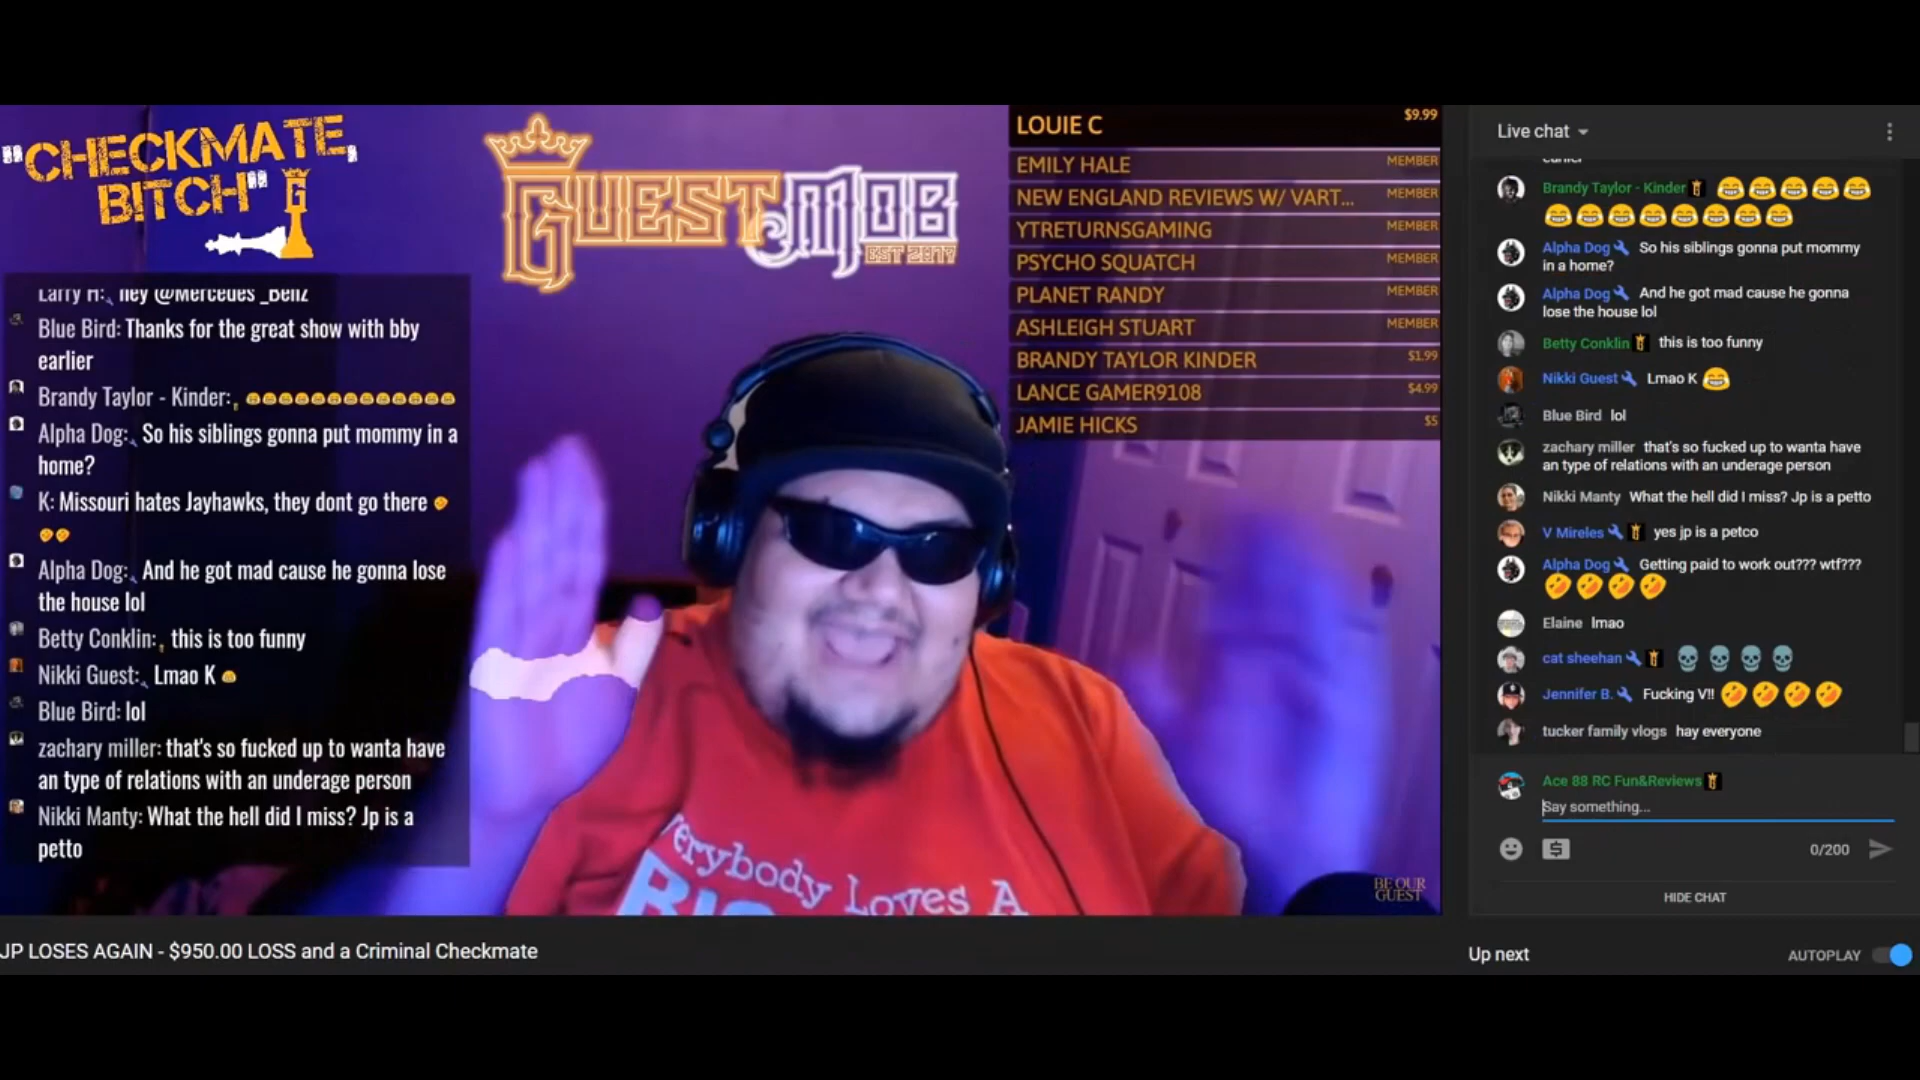 "CHECKMATE,
BITCH"
G
GUEST MOB
EST 2017
LOUIE C $9.99
EMILY HALE MEMBER
NEW ENGLAND REVIEWS W/ VART... MEMBER
YTRETURNSGAMING MEMBER
PSYCHO SQUATCH MEMBER
PLANET RANDY MEMBER
ASHLEIGH STUART MEMBER
BRANDY TAYLOR KINDER $1.99
LANCE GAMER9108 $4.99
JAMIE HICKS $5
Larry H: hey @Mercedes _Benz
Blue Bird: Thanks for the great show with bby
earlier
Brandy Taylor - Kinder: 😂😂😂😂😂😂😂😂😂😂😂😂😂
Alpha Dog: So his siblings gonna put mommy in a
home?
K: Missouri hates Jayhawks, they dont go there 🤣
🤣🤣
Alpha Dog: And he got mad cause he gonna lose
the house lol
Betty Conklin: this is too funny
Nikki Guest: Lmao K 😂
Blue Bird: lol
zachary miller: that's so fucked up to wanta have
an type of relations with an underage person
Nikki Manty: What the hell did I miss? Jp is a
petto
erybody Loves A
BIG
BE OUR
GUEST
Live chat
earlier
Brandy Taylor - Kinder 😂😂😂😂😂
😂😂😂😂😂😂😂😂
Alpha Dog So his siblings gonna put mommy
in a home?
Alpha Dog And he got mad cause he gonna
lose the house lol
Betty Conklin this is too funny
Nikki Guest Lmao K 😂
Blue Bird lol
zachary miller that's so fucked up to wanta have
an type of relations with an underage person
Nikki Manty What the hell did I miss? Jp is a petto
V Mireles yes jp is a petco
Alpha Dog Getting paid to work out??? wtf???
🤣🤣🤣🤣
Elaine lmao
cat sheehan 💀💀💀💀
Jennifer B. Fucking V!! 🤣🤣🤣🤣
tucker family vlogs hay everyone
Ace 88 RC Fun&Reviews
Say something...
0/200
HIDE CHAT
JP LOSES AGAIN - $950.00 LOSS and a Criminal Checkmate
Up next
AUTOPLAY